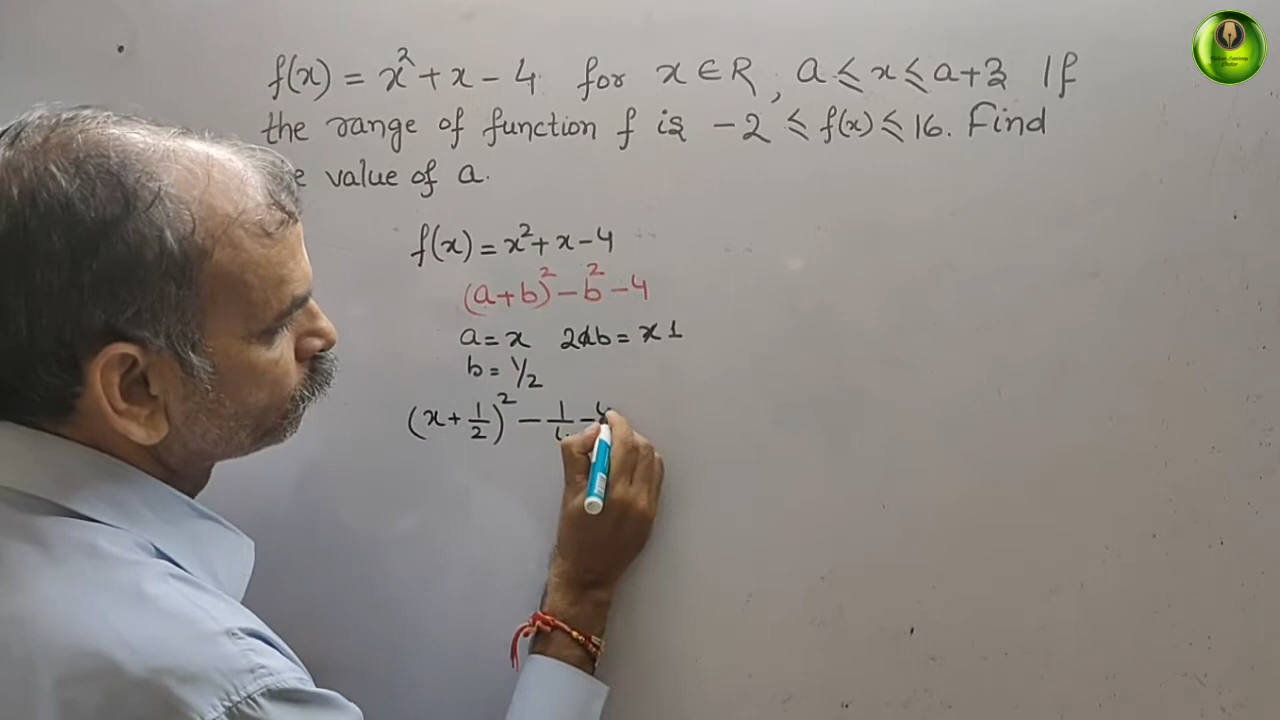 f(x) = x² + x - 4 for x ∈ R, a ≤ x ≤ a+3 If
the range of function f is -2 ≤ f(x) ≤ 16. Find
value of a.
f(x) = x² + x - 4
(a+b)² - b² - 4
a = x 2ab = x 1
b = 1/2
(x + 1/2)² - 1/4 - 4